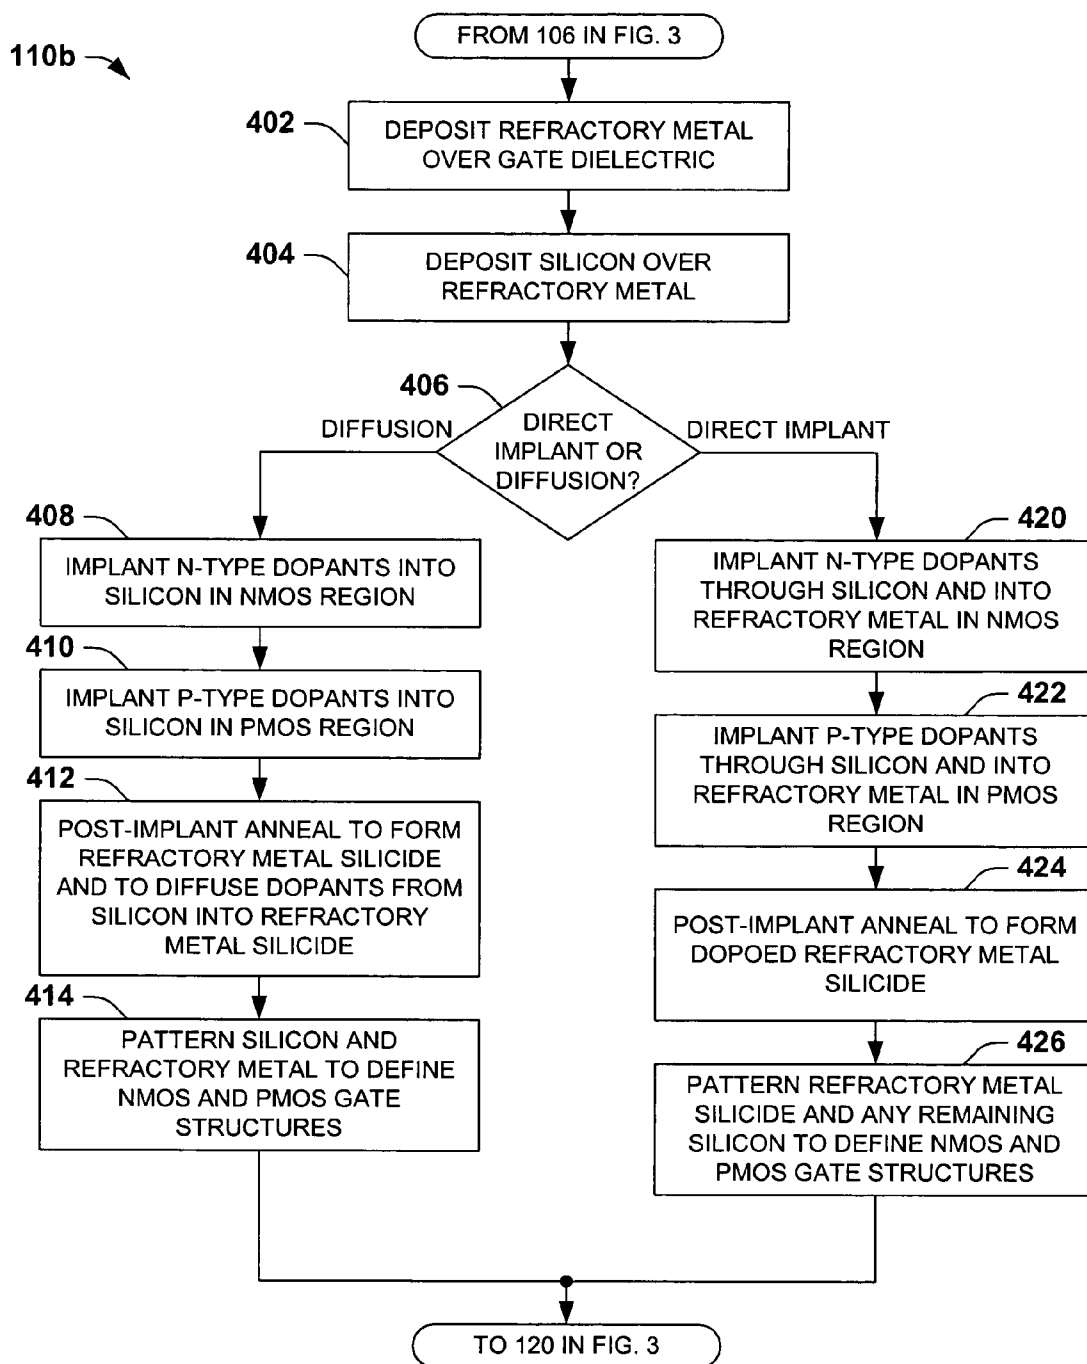 110b
FROM 106 IN FIG. 3
402
DEPOSIT REFRACTORY METAL
OVER GATE DIELECTRIC
404
DEPOSIT SILICON OVER
REFRACTORY METAL
406
DIRECT
IMPLANT OR
DIFFUSION?
DIFFUSION
DIRECT IMPLANT
408
IMPLANT N-TYPE DOPANTS INTO
SILICON IN NMOS REGION
410
IMPLANT P-TYPE DOPANTS INTO
SILICON IN PMOS REGION
412
POST-IMPLANT ANNEAL TO FORM
REFRACTORY METAL SILICIDE
AND TO DIFFUSE DOPANTS FROM
SILICON INTO REFRACTORY
METAL SILICIDE
414
PATTERN SILICON AND
REFRACTORY METAL TO DEFINE
NMOS AND PMOS GATE
STRUCTURES
420
IMPLANT N-TYPE DOPANTS
THROUGH SILICON AND INTO
REFRACTORY METAL IN NMOS
REGION
422
IMPLANT P-TYPE DOPANTS
THROUGH SILICON AND INTO
REFRACTORY METAL IN PMOS
REGION
424
POST-IMPLANT ANNEAL TO FORM
DOPOED REFRACTORY METAL
SILICIDE
426
PATTERN REFRACTORY METAL
SILICIDE AND ANY REMAINING
SILICON TO DEFINE NMOS AND
PMOS GATE STRUCTURES
TO 120 IN FIG. 3